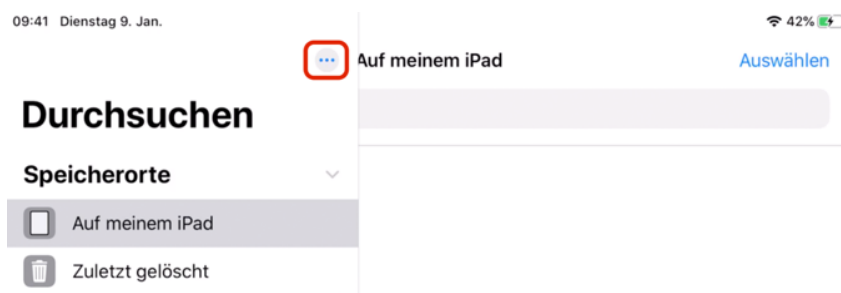 09:41 Dienstag 9. Jan.
42%
Auf meinem iPad
Auswählen
Durchsuchen
Speicherorte
Auf meinem iPad
Zuletzt gelöscht